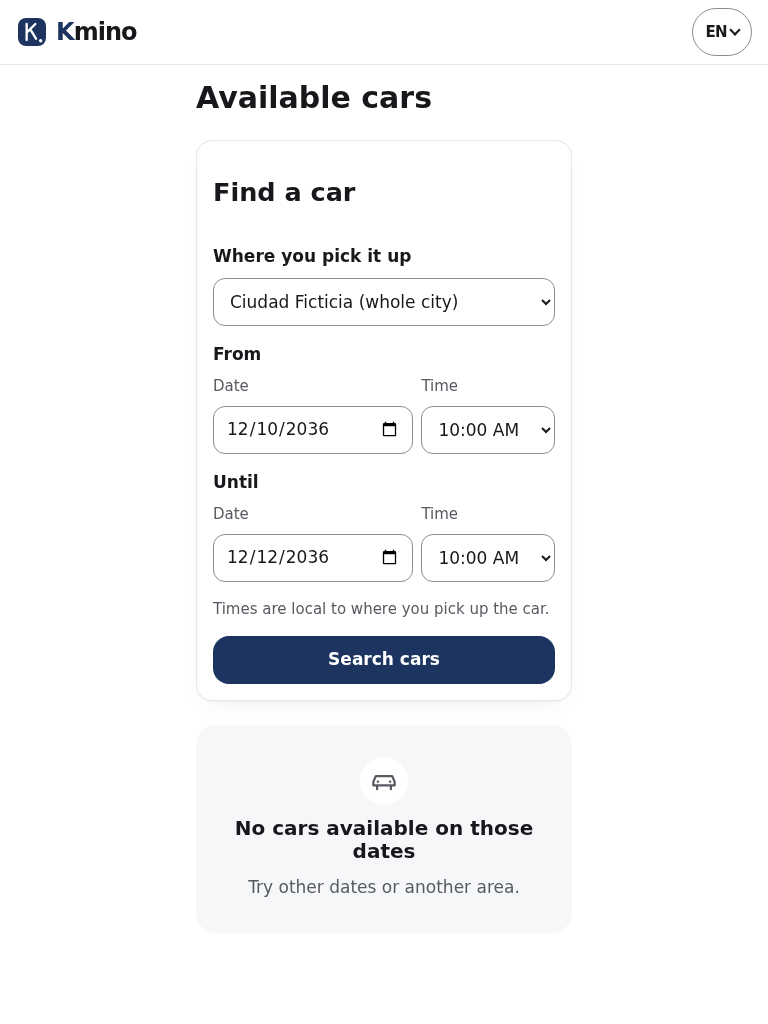 K. Kmino
EN
Available cars
Find a car
Where you pick it up
Ciudad Ficticia (whole city)
From
Date Time
12/10/2036 10:00 AM
Until
Date Time
12/12/2036 10:00 AM
Times are local to where you pick up the car.
Search cars
No cars available on those
dates
Try other dates or another area.